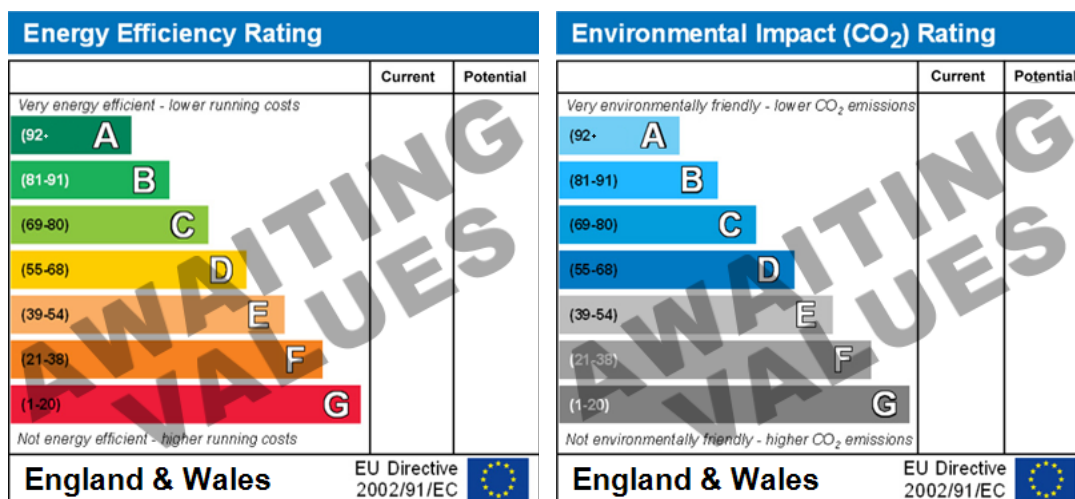 Energy Efficiency Rating
Current Potential
Very energy efficient - lower running costs
(92+ A
(81-91) B
(69-80) C
(55-68) D
(39-54) E
(21-38) F
(1-20) G
Not energy efficient - higher running costs
England & Wales
EU Directive
2002/91/EC
AWAITING
VALUES
Environmental Impact (CO₂) Rating
Current Potential
Very environmentally friendly - lower CO₂ emissions
(92+ A
(81-91) B
(69-80) C
(55-68) D
(39-54) E
(21-38) F
(1-20) G
Not environmentally friendly - higher CO₂ emissions
England & Wales
EU Directive
2002/91/EC
AWAITING
VALUES